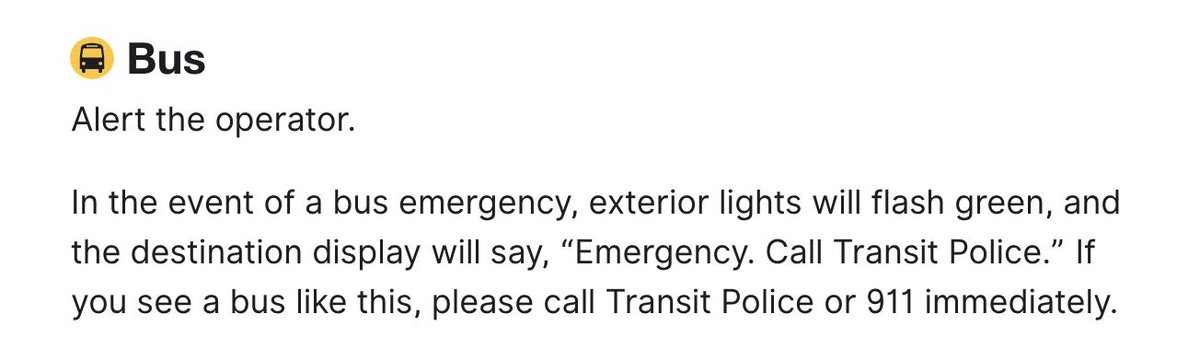 Bus
Alert the operator.
In the event of a bus emergency, exterior lights will flash green, and
the destination display will say, “Emergency. Call Transit Police.” If
you see a bus like this, please call Transit Police or 911 immediately.